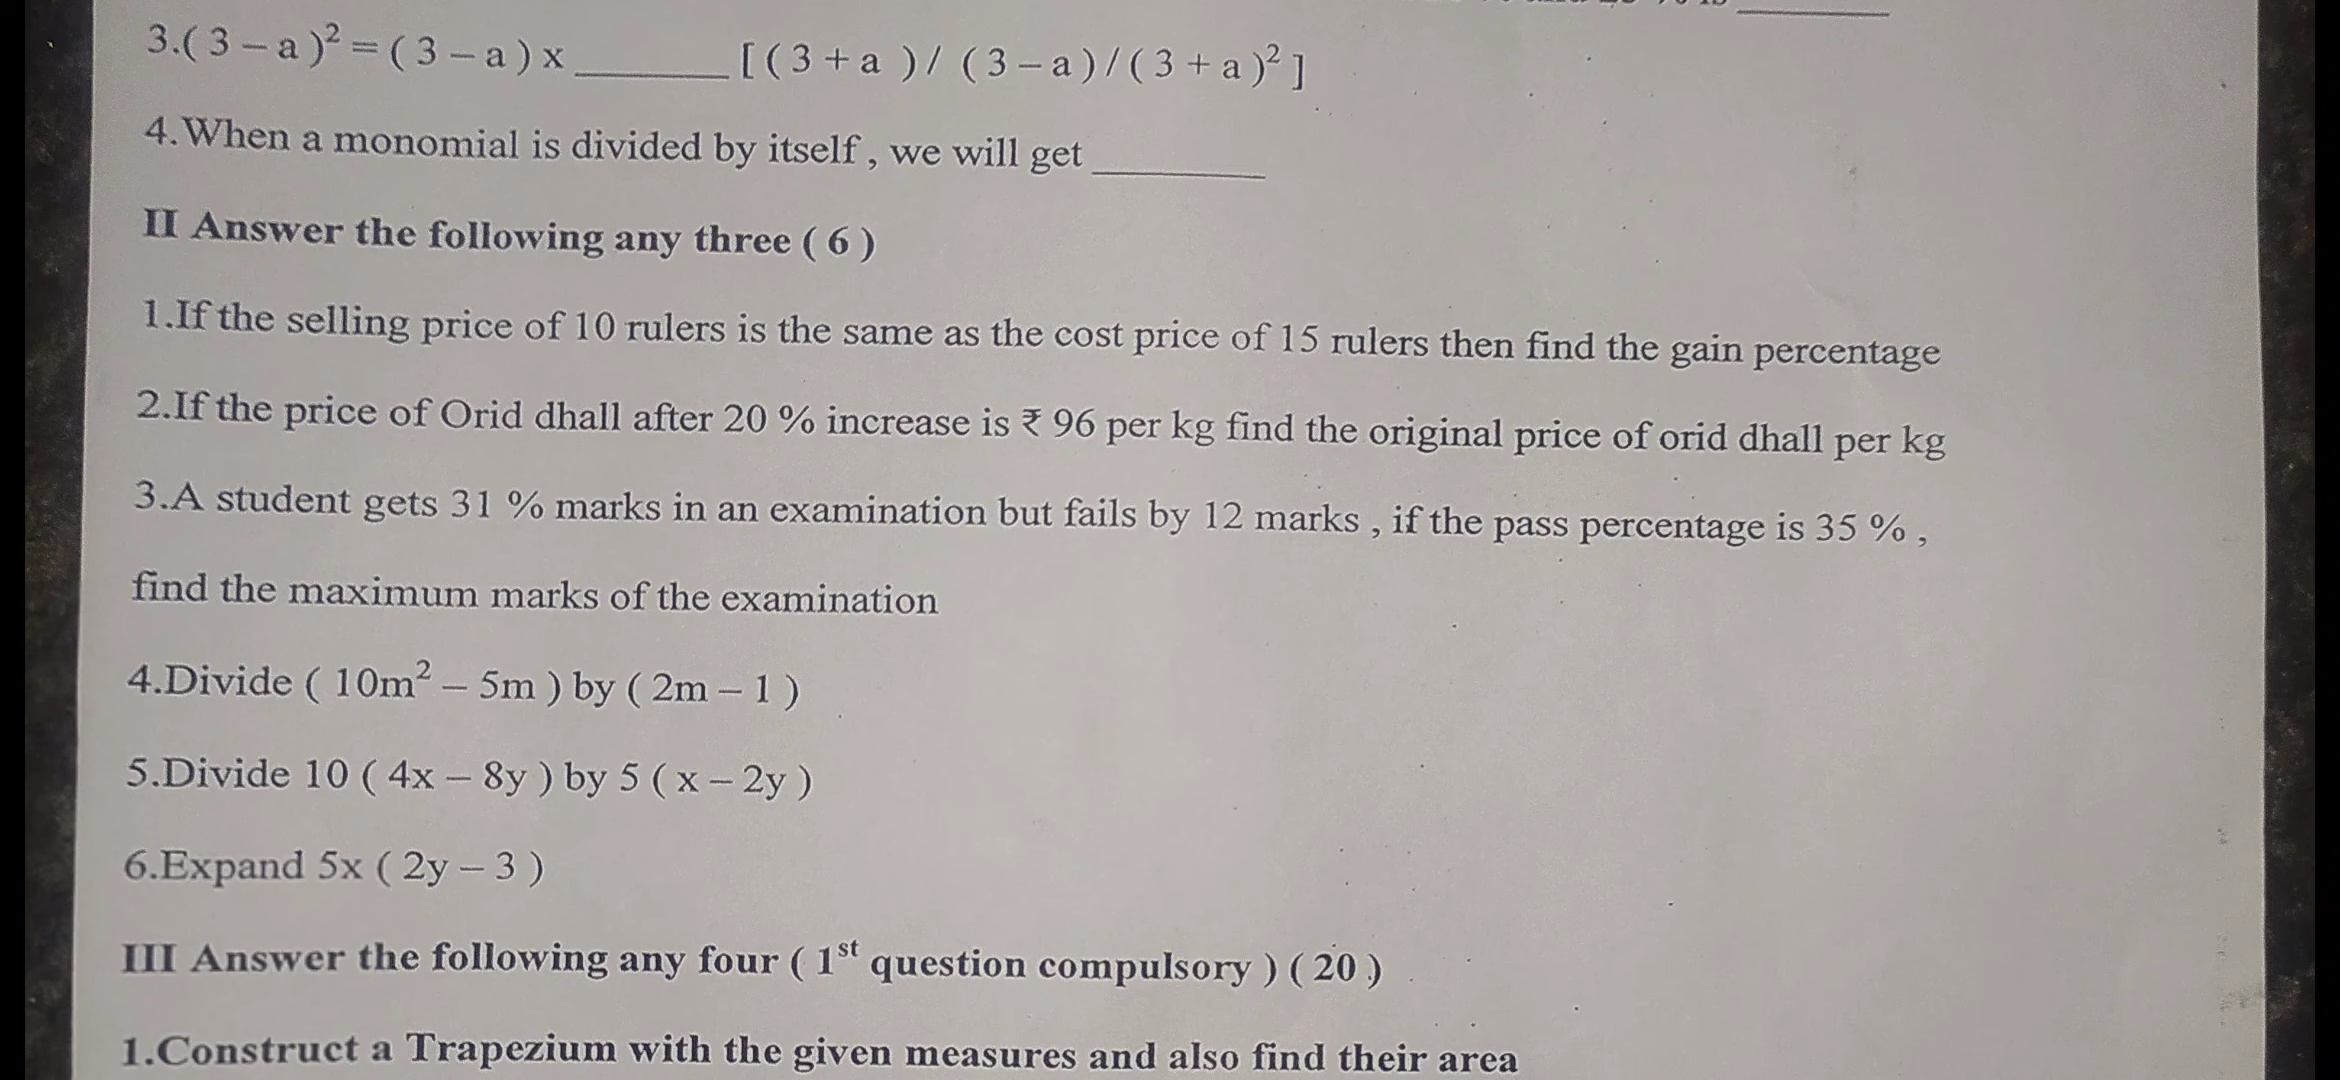 3.( 3 – a )² = ( 3 – a ) x _______ [ ( 3 + a ) / ( 3 – a ) / ( 3 + a )² ]
4.When a monomial is divided by itself , we will get ________
II Answer the following any three ( 6 )
1.If the selling price of 10 rulers is the same as the cost price of 15 rulers then find the gain percentage
2.If the price of Orid dhall after 20 % increase is ₹ 96 per kg find the original price of orid dhall per kg
3.A student gets 31 % marks in an examination but fails by 12 marks , if the pass percentage is 35 % ,
find the maximum marks of the examination
4.Divide ( 10m² – 5m ) by ( 2m – 1 )
5.Divide 10 ( 4x – 8y ) by 5 ( x – 2y )
6.Expand 5x ( 2y – 3 )
III Answer the following any four ( 1st question compulsory ) ( 20 )
1.Construct a Trapezium with the given measures and also find their area